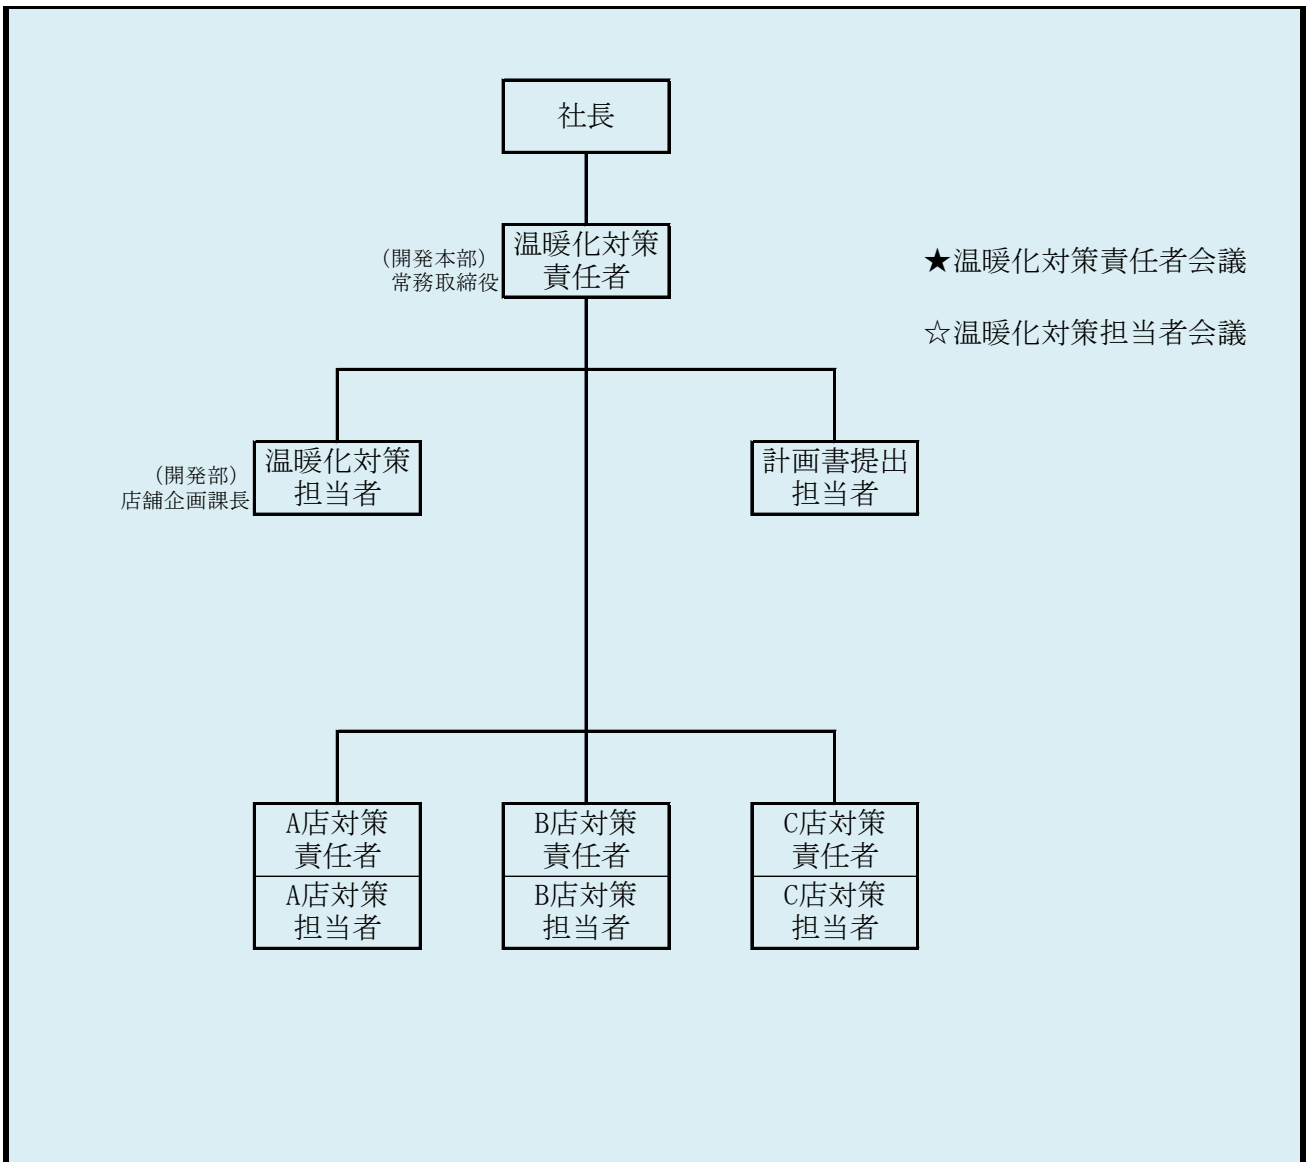 社長
(開発本部)
常務取締役
温暖化対策
責任者
★温暖化対策責任者会議
☆温暖化対策担当者会議
(開発部)
店舗企画課長
温暖化対策
担当者
計画書提出
担当者
A店対策
責任者
A店対策
担当者
B店対策
責任者
B店対策
担当者
C店対策
責任者
C店対策
担当者